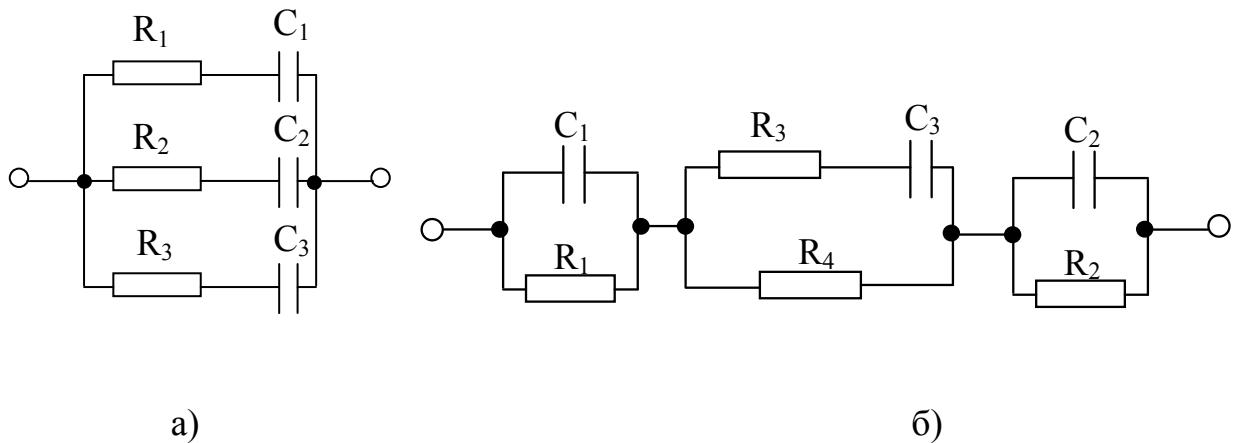 R₁ C₁
R₂ C₂
R₃ C₃
C₁ R₃ C₃ C₂
R₁ R₄ R₂
а) б)